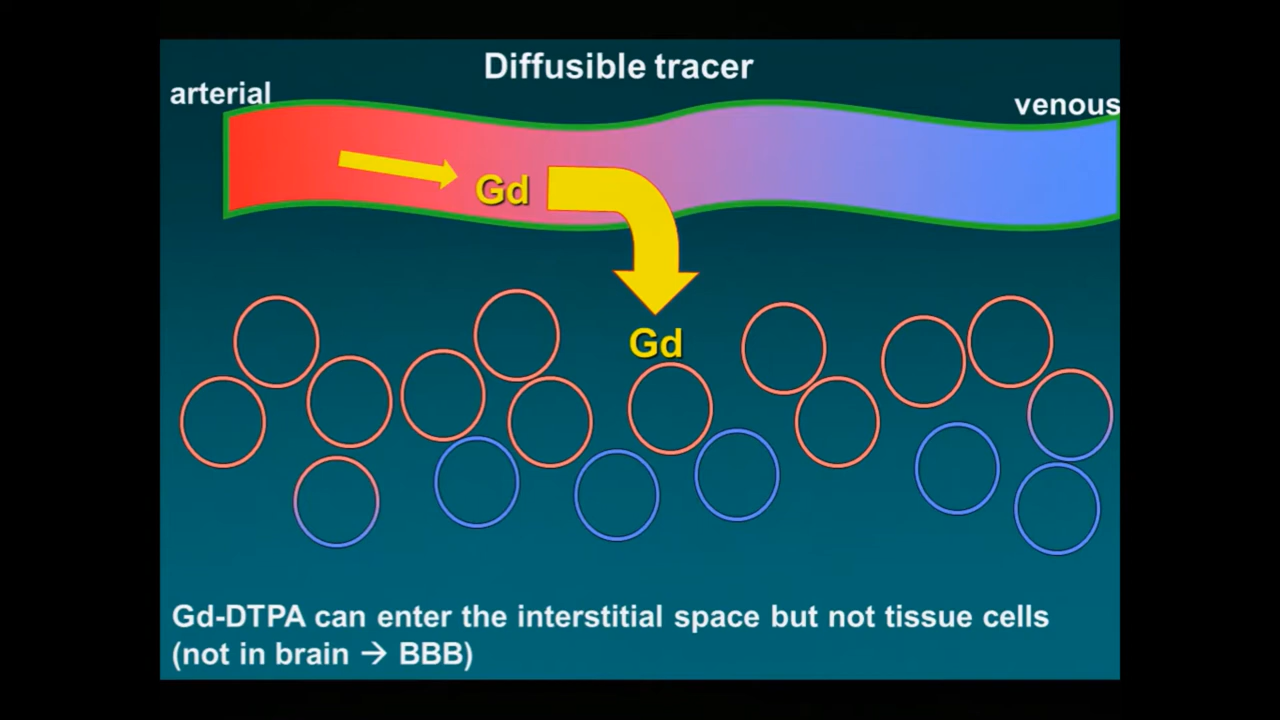 Diffusible tracer
arterial
venous
Gd
Gd
Gd-DTPA can enter the interstitial space but not tissue cells
(not in brain → BBB)